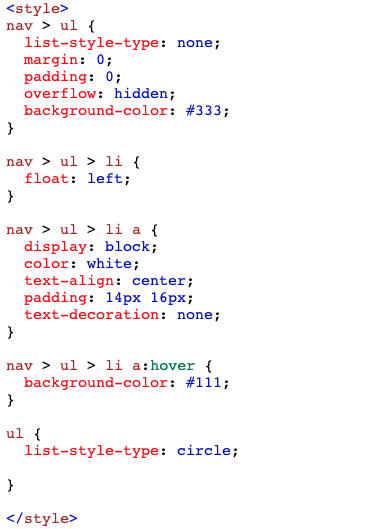 <style>
nav > ul {
  list-style-type: none;
  margin: 0;
  padding: 0;
  overflow: hidden;
  background-color: #333;
}

nav > ul > li {
  float: left;
}

nav > ul > li a {
  display: block;
  color: white;
  text-align: center;
  padding: 14px 16px;
  text-decoration: none;
}

nav > ul > li a:hover {
  background-color: #111;
}

ul {
  list-style-type: circle;

}

</style>